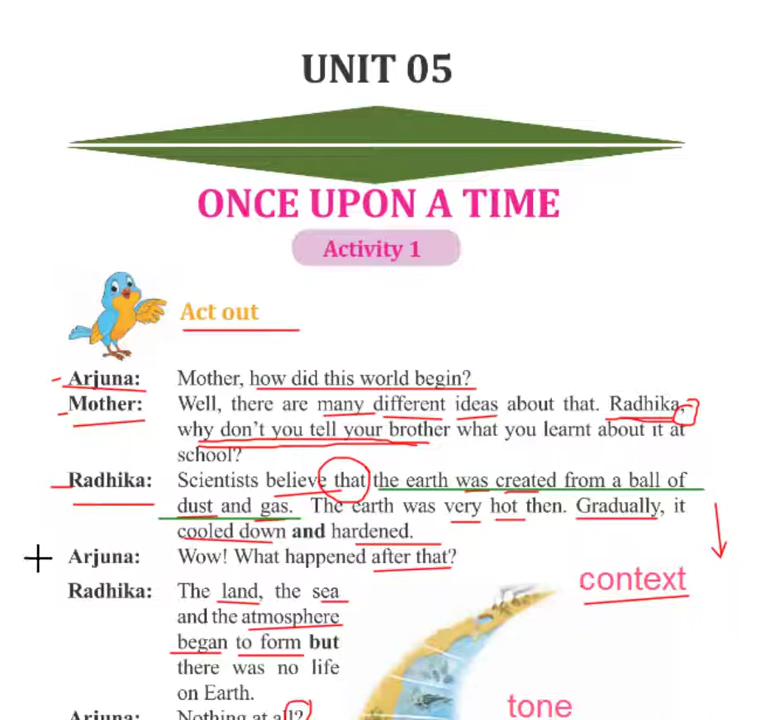 UNIT 05
ONCE UPON A TIME
Activity 1
Act out
Arjuna: Mother, how did this world begin?
Mother: Well, there are many different ideas about that. Radhika,
why don't you tell your brother what you learnt about it at
school?
Radhika: Scientists believe that the earth was created from a ball of
dust and gas. The earth was very hot then. Gradually, it
cooled down and hardened.
Arjuna: Wow! What happened after that?
context
Radhika: The land, the sea
and the atmosphere
began to form but
there was no life
on Earth.
tone
Arjuna: Nothing at all?